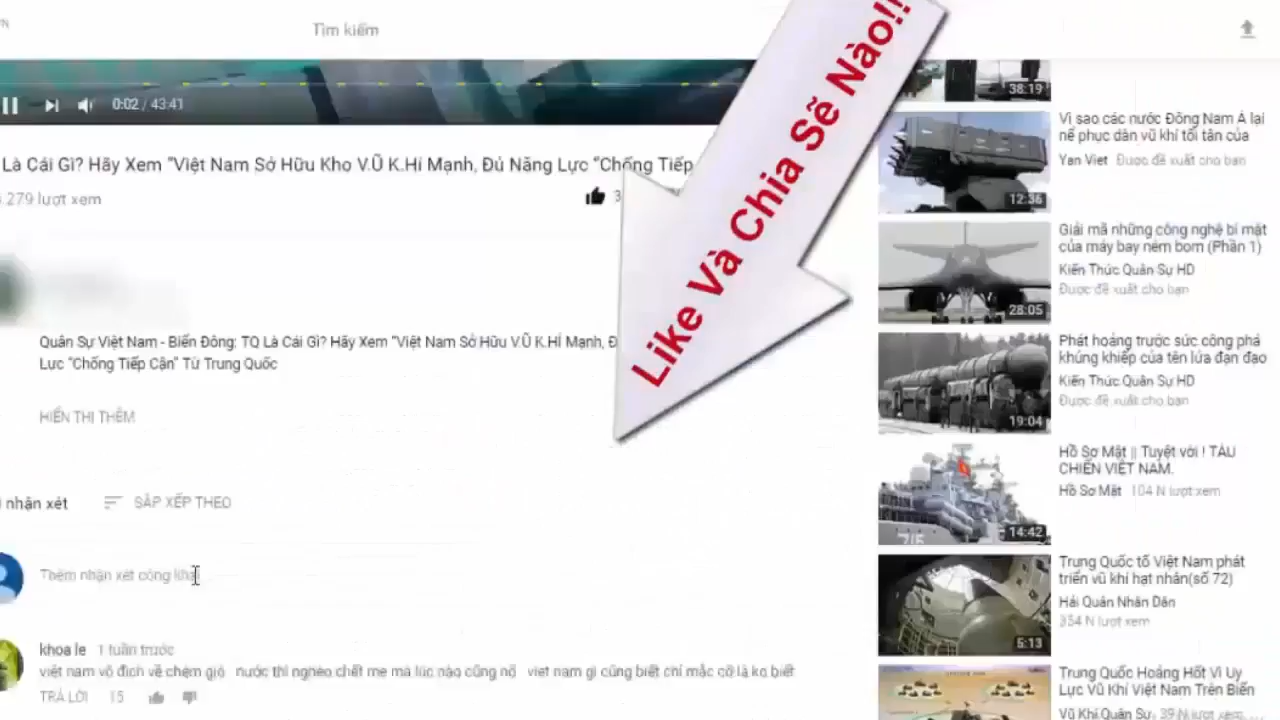 Tìm kiếm
0:02 / 43:41
Là Cái Gì? Hãy Xem "Việt Nam Sở Hữu Kho V.Ũ K.Hí Mạnh, Đủ Năng Lực "Chống Tiếp
279 lượt xem
Like Và Chia Sẽ Nào!!
Quân Sự Việt Nam - Biển Đông: TQ Là Cái Gì? Hãy Xem "Việt Nam Sở Hữu V.Ũ K.HÍ Mạnh, Đ
Lực "Chống Tiếp Cận" Từ Trung Quốc
HIỂN THỊ THÊM
nhận xét
SẮP XẾP THEO
Thêm nhận xét công khai
khoa le 1 tuần trước
việt nam vô địch về chém gió nước thì nghèo chết mẹ mà lúc nào cũng nổ viet nam gì cũng biết chỉ mắc cỡ là ko biết
TRẢ LỜI 15
38:19
Vì sao các nước Đông Nam Á lại
nể phục dàn vũ khí tối tân của
Yan Viet Được đề xuất cho bạn
12:36
Giải mã những công nghệ bí mật
của máy bay ném bom (Phần 1)
Kiến Thức Quân Sự HD
Được đề xuất cho bạn
28:05
Phát hoảng trước sức công phá
khủng khiếp của tên lửa đạn đạo
Kiến Thức Quân Sự HD
Được đề xuất cho bạn
19:04
Hồ Sơ Mật || Tuyệt vời ! TÀU
CHIẾN VIỆT NAM.
Hồ Sơ Mật 104 N lượt xem
14:42
Trung Quốc tố Việt Nam phát
triển vũ khí hạt nhân(số 72)
Hải Quân Nhân Dân
354 N lượt xem
5:13
Trung Quốc Hoảng Hốt Vì Uy
Lực Vũ Khí Việt Nam Trên Biển
Vũ Khí Quân Sự 39 N lượt xem